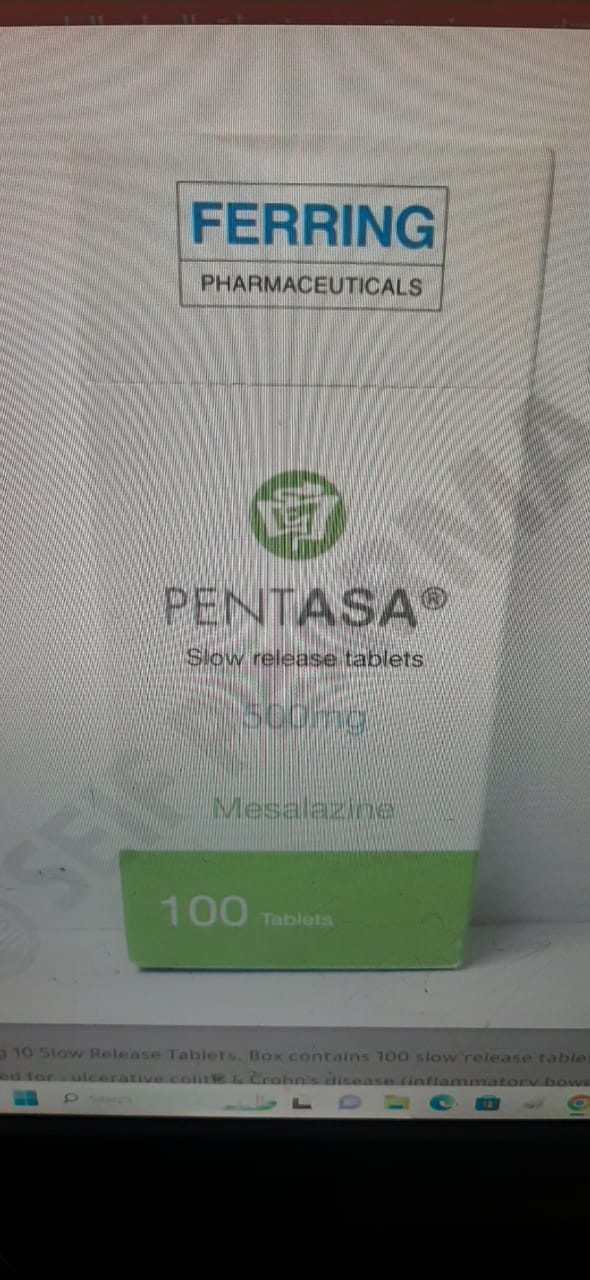 FERRING
PHARMACEUTICALS
PENTASA®
Slow release tablets
500mg
Mesalazine
100 Tablets
10 Slow Release Tablets. Box contains 100 slow release table
ulcerative colitis & Crohn's disease (inflammatory bowe
Search